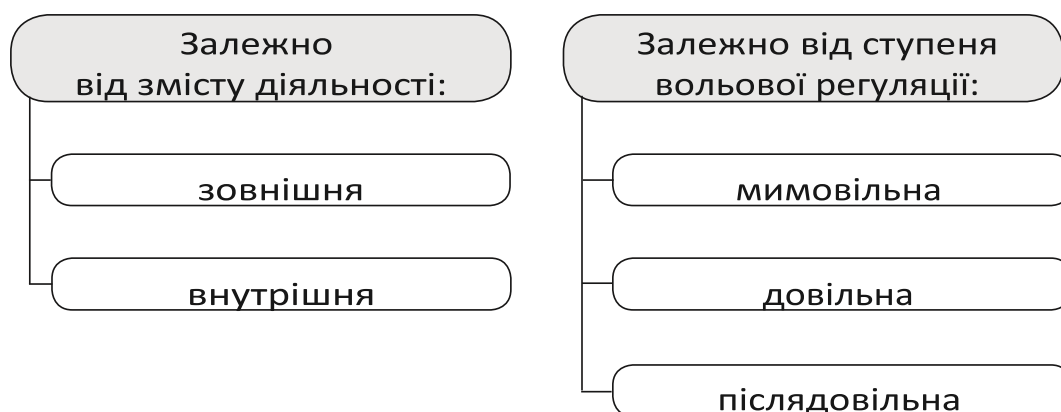 Залежно
від змісту діяльності:
зовнішня
внутрішня
Залежно від ступеня
вольової регуляції:
мимовільна
довільна
післядовільна